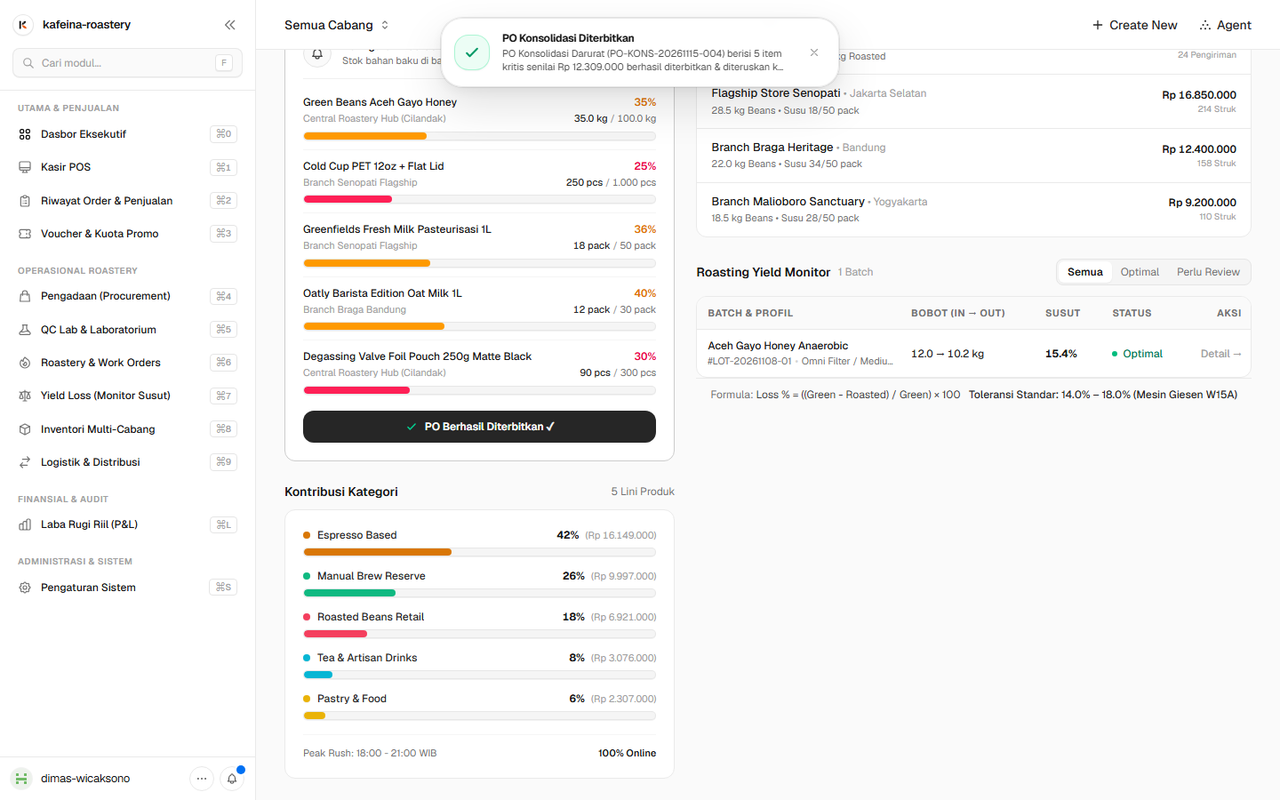 kafeina-roastery
Cari modul...
F
UTAMA & PENJUALAN
Dasbor Eksekutif ⌘0
Kasir POS ⌘1
Riwayat Order & Penjualan ⌘2
Voucher & Kuota Promo ⌘3
OPERASIONAL ROASTERY
Pengadaan (Procurement) ⌘4
QC Lab & Laboratorium ⌘5
Roastery & Work Orders ⌘6
Yield Loss (Monitor Susut) ⌘7
Inventori Multi-Cabang ⌘8
Logistik & Distribusi ⌘9
FINANSIAL & AUDIT
Laba Rugi Riil (P&L) ⌘L
ADMINISTRASI & SISTEM
Pengaturan Sistem ⌘S
dimas-wicaksono
Semua Cabang
Create New
Agent
PO Konsolidasi Diterbitkan
PO Konsolidasi Darurat (PO-KONS-20261115-004) berisi 5 item
kritis senilai Rp 12.309.000 berhasil diterbitkan & diteruskan k...
Stok bahan baku di ba
Green Beans Aceh Gayo Honey 35%
Central Roastery Hub (Cilandak) 35.0 kg / 100.0 kg
Cold Cup PET 12oz + Flat Lid 25%
Branch Senopati Flagship 250 pcs / 1.000 pcs
Greenfields Fresh Milk Pasteurisasi 1L 36%
Branch Senopati Flagship 18 pack / 50 pack
Oatly Barista Edition Oat Milk 1L 40%
Branch Braga Bandung 12 pack / 30 pack
Degassing Valve Foil Pouch 250g Matte Black 30%
Central Roastery Hub (Cilandak) 90 pcs / 300 pcs
PO Berhasil Diterbitkan ✓
Kontribusi Kategori 5 Lini Produk
Espresso Based 42% (Rp 16.149.000)
Manual Brew Reserve 26% (Rp 9.997.000)
Roasted Beans Retail 18% (Rp 6.921.000)
Tea & Artisan Drinks 8% (Rp 3.076.000)
Pastry & Food 6% (Rp 2.307.000)
Peak Rush: 18:00 - 21:00 WIB 100% Online
kg Roasted 24 Pengiriman
Flagship Store Senopati • Jakarta Selatan Rp 16.850.000
28.5 kg Beans • Susu 18/50 pack 214 Struk
Branch Braga Heritage • Bandung Rp 12.400.000
22.0 kg Beans • Susu 34/50 pack 158 Struk
Branch Malioboro Sanctuary • Yogyakarta Rp 9.200.000
18.5 kg Beans • Susu 28/50 pack 110 Struk
Roasting Yield Monitor 1 Batch
Semua Optimal Perlu Review
BATCH & PROFIL BOBOT (IN → OUT) SUSUT STATUS AKSI
Aceh Gayo Honey Anaerobic
#LOT-20261108-01 · Omni Filter / Mediu...
12.0 → 10.2 kg 15.4% Optimal Detail →
Formula: Loss % = ((Green - Roasted) / Green) × 100 Toleransi Standar: 14.0% – 18.0% (Mesin Giesen W15A)